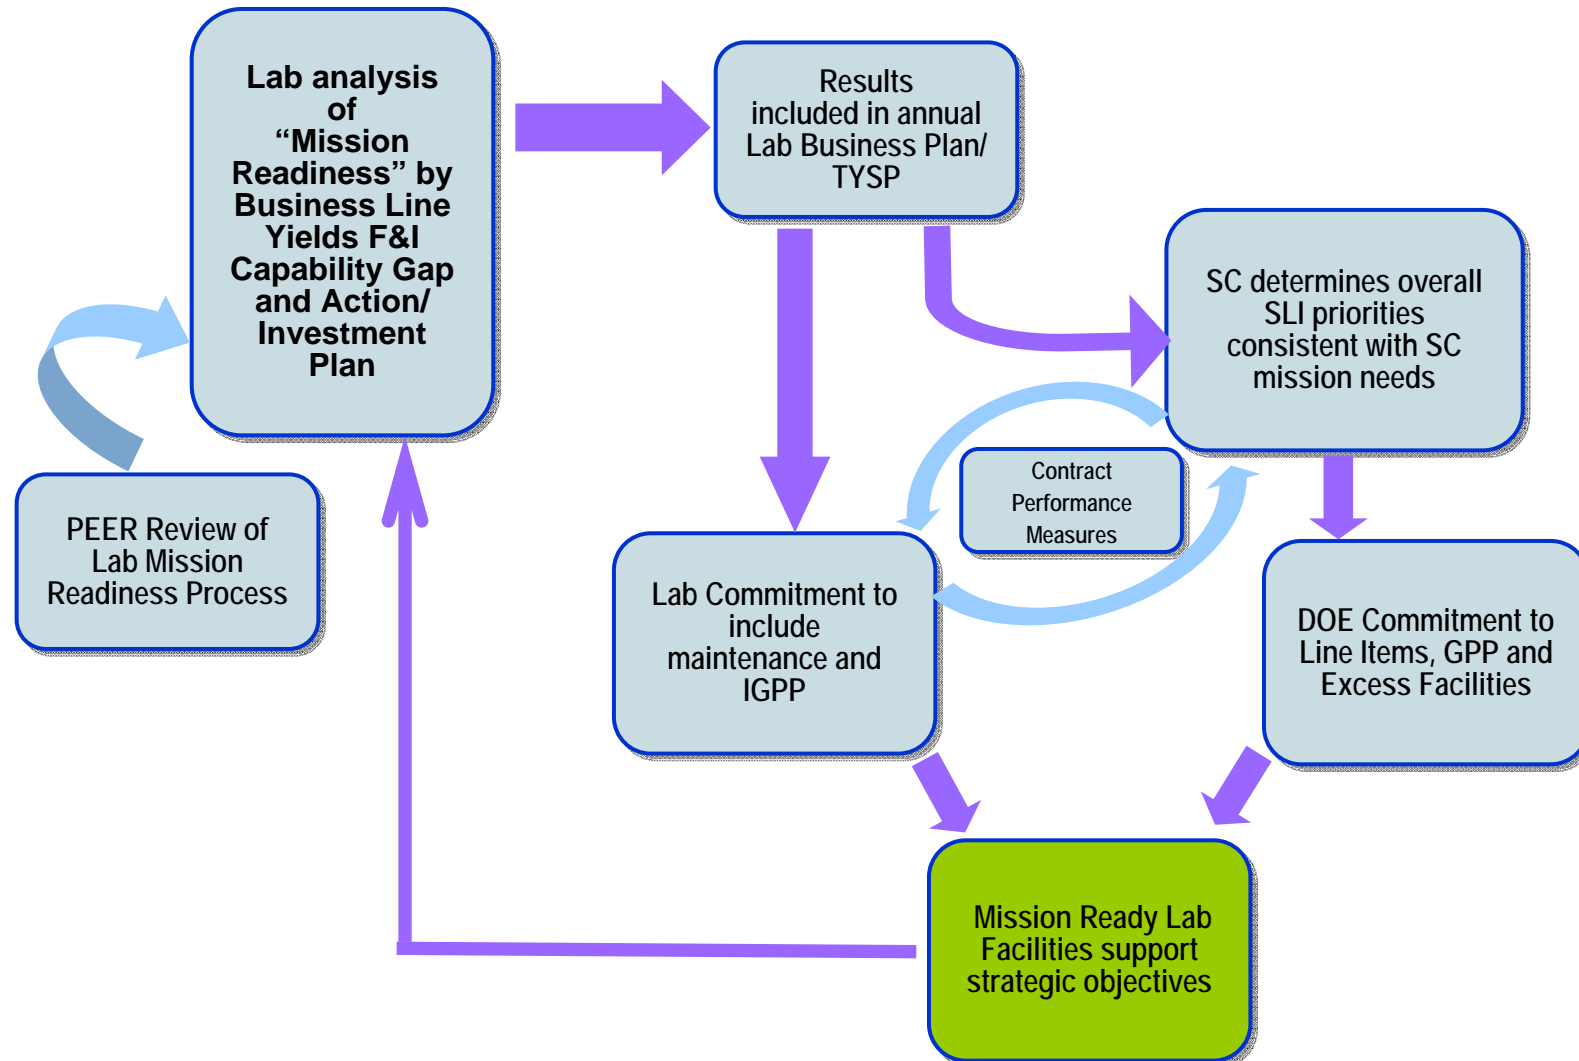 Lab analysis
of
“Mission
Readiness” by
Business Line
Yields F&I
Capability Gap
and Action/
Investment
Plan
Results
included in annual
Lab Business Plan/
TYSP
SC determines overall
SLI priorities
consistent with SC
mission needs
Contract
Performance
Measures
PEER Review of
Lab Mission
Readiness Process
Lab Commitment to
include
maintenance and
IGPP
DOE Commitment to
Line Items, GPP and
Excess Facilities
Mission Ready Lab
Facilities support
strategic objectives